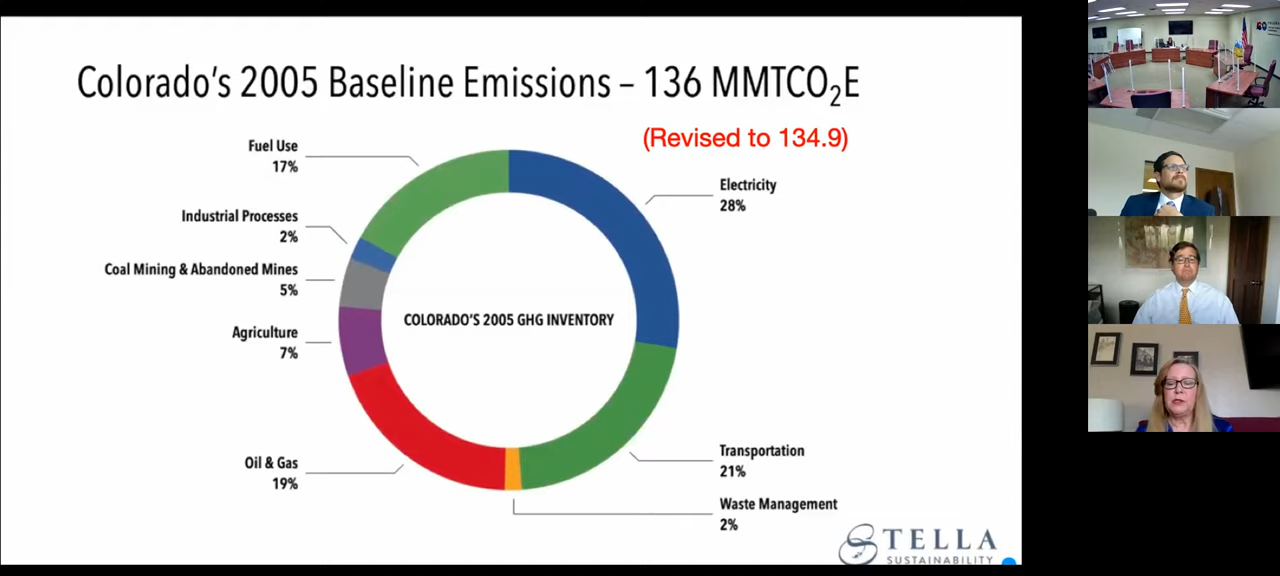 Colorado's 2005 Baseline Emissions – 136 MMTCO₂E
(Revised to 134.9)
Fuel Use
17%
Electricity
28%
Industrial Processes
2%
Coal Mining & Abandoned Mines
5%
COLORADO'S 2005 GHG INVENTORY
Agriculture
7%
Oil & Gas
19%
Transportation
21%
Waste Management
2%
STELLA
SUSTAINABILITY